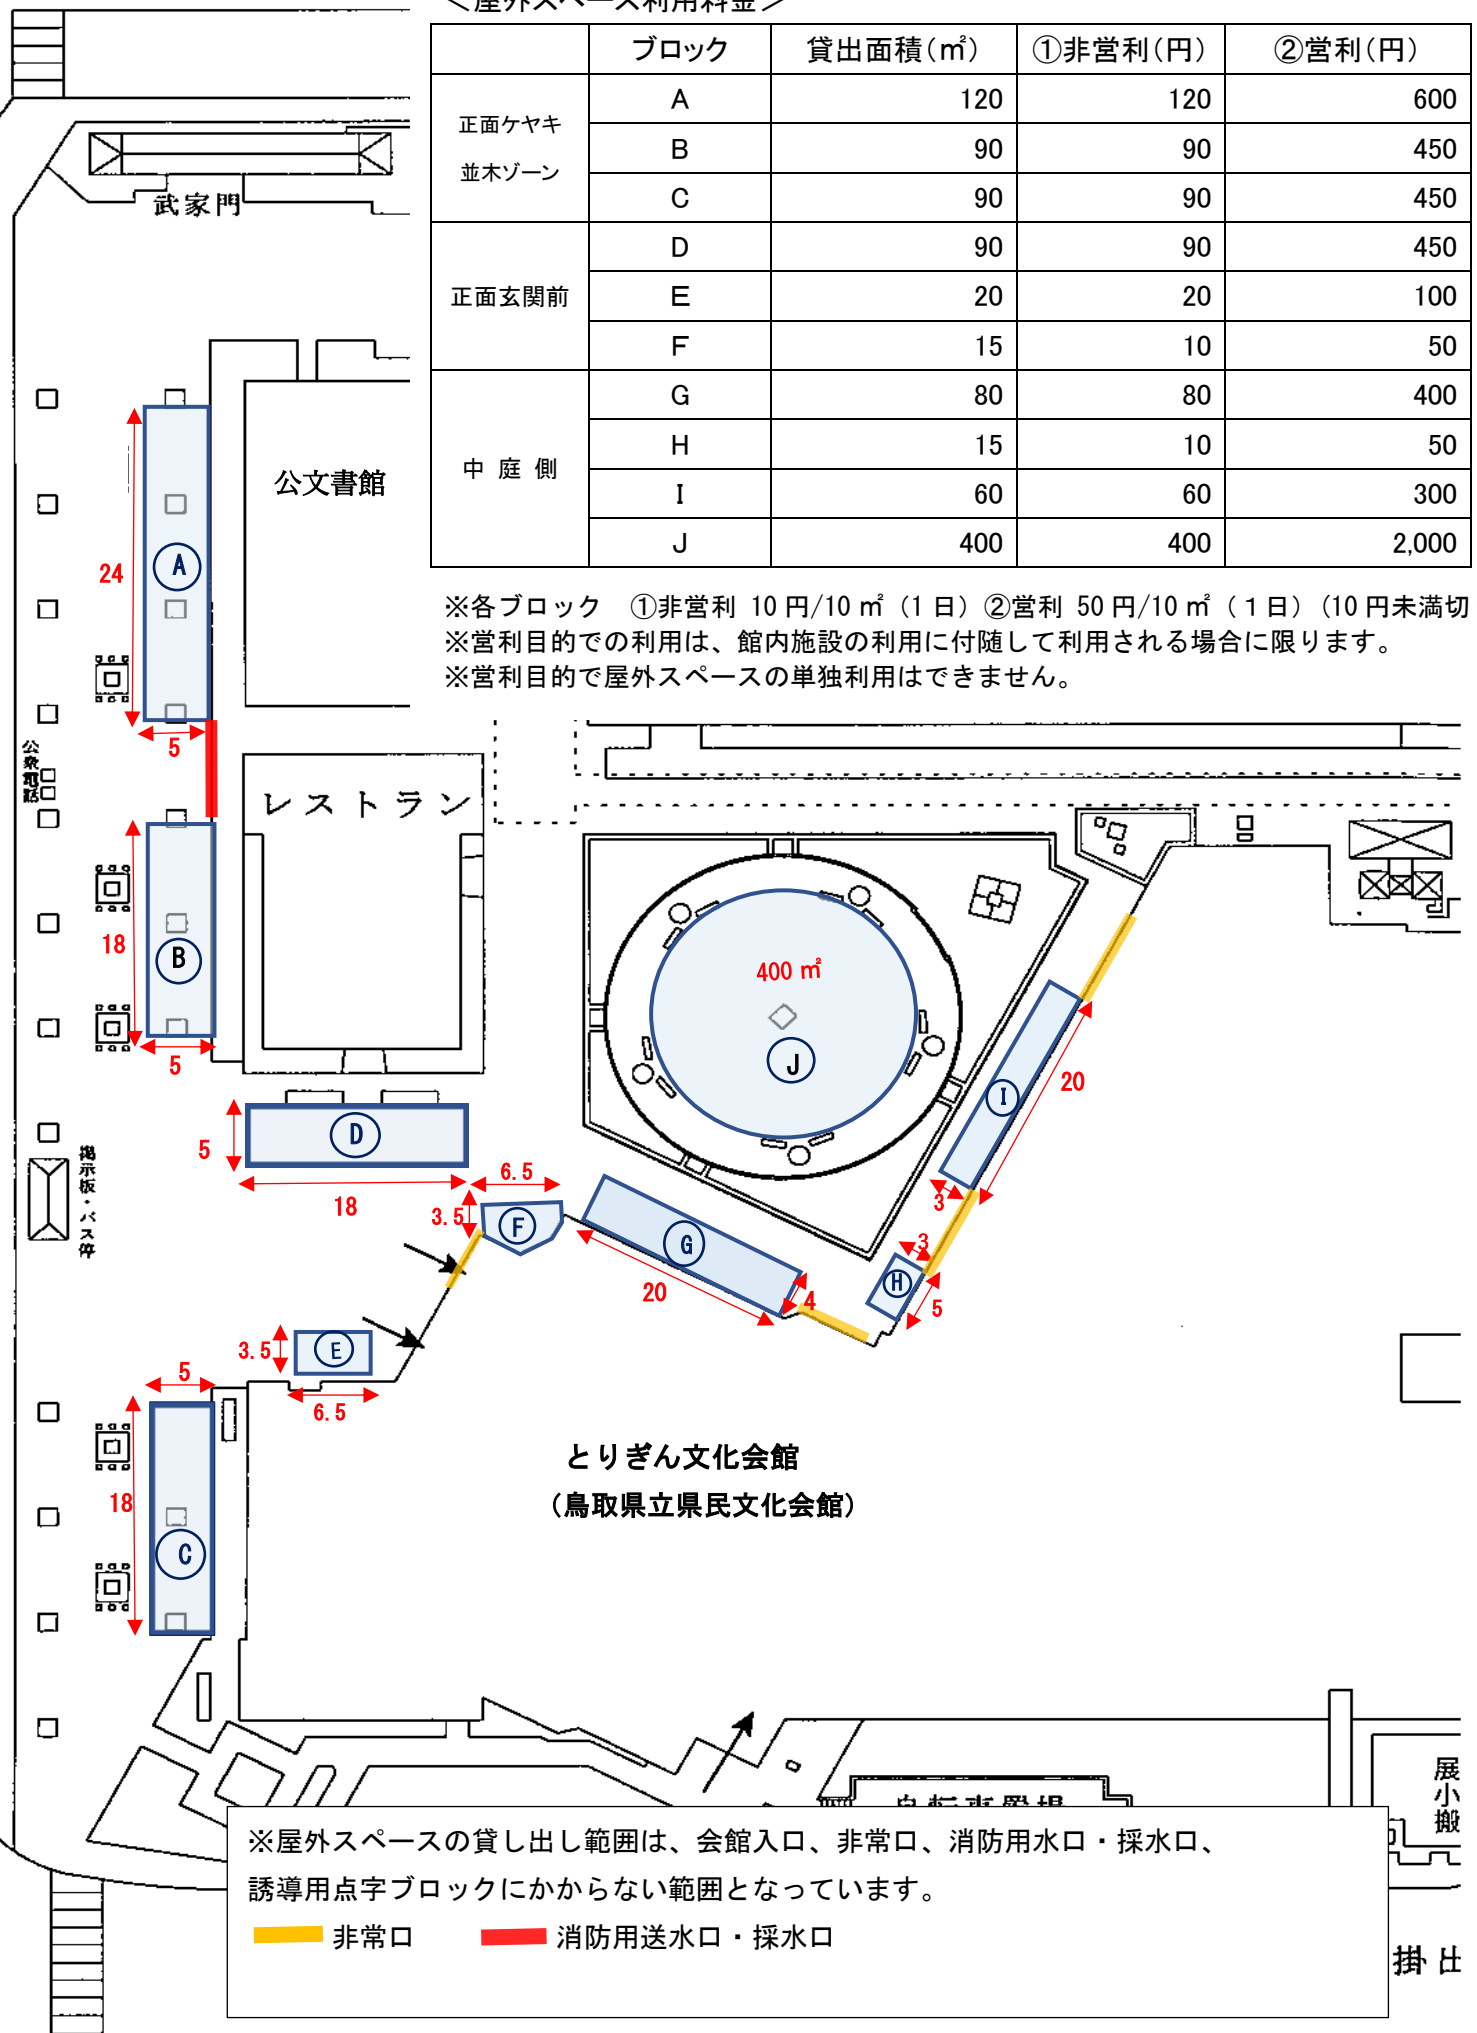 ＜屋外スペース利用料金＞
ブロック 貸出面積(㎡) ①非営利(円) ②営利(円)
正面ケヤキ
並木ゾーン
A 120 120 600
B 90 90 450
C 90 90 450
正面玄関前
D 90 90 450
E 20 20 100
F 15 10 50
中 庭 側
G 80 80 400
H 15 10 50
I 60 60 300
J 400 400 2,000
※各ブロック ①非営利 10 円/10 ㎡（1 日）②営利 50 円/10 ㎡（１日）(10 円未満切
※営利目的での利用は、館内施設の利用に付随して利用される場合に限ります。
※営利目的で屋外スペースの単独利用はできません。
武家門
公文書館
24
A
5
公衆電話
レストラン
18
B
5
400 ㎡
J
I
20
3
D
5
18
掲示板・バス停
6.5
3.5
F
G
20
4
3
H
5
3.5
E
6.5
5
18
C
とりぎん文化会館
（鳥取県立県民文化会館）
展
小
搬
※屋外スペースの貸し出し範囲は、会館入口、非常口、消防用水口・採水口、
誘導用点字ブロックにかからない範囲となっています。
非常口 消防用送水口・採水口
掛